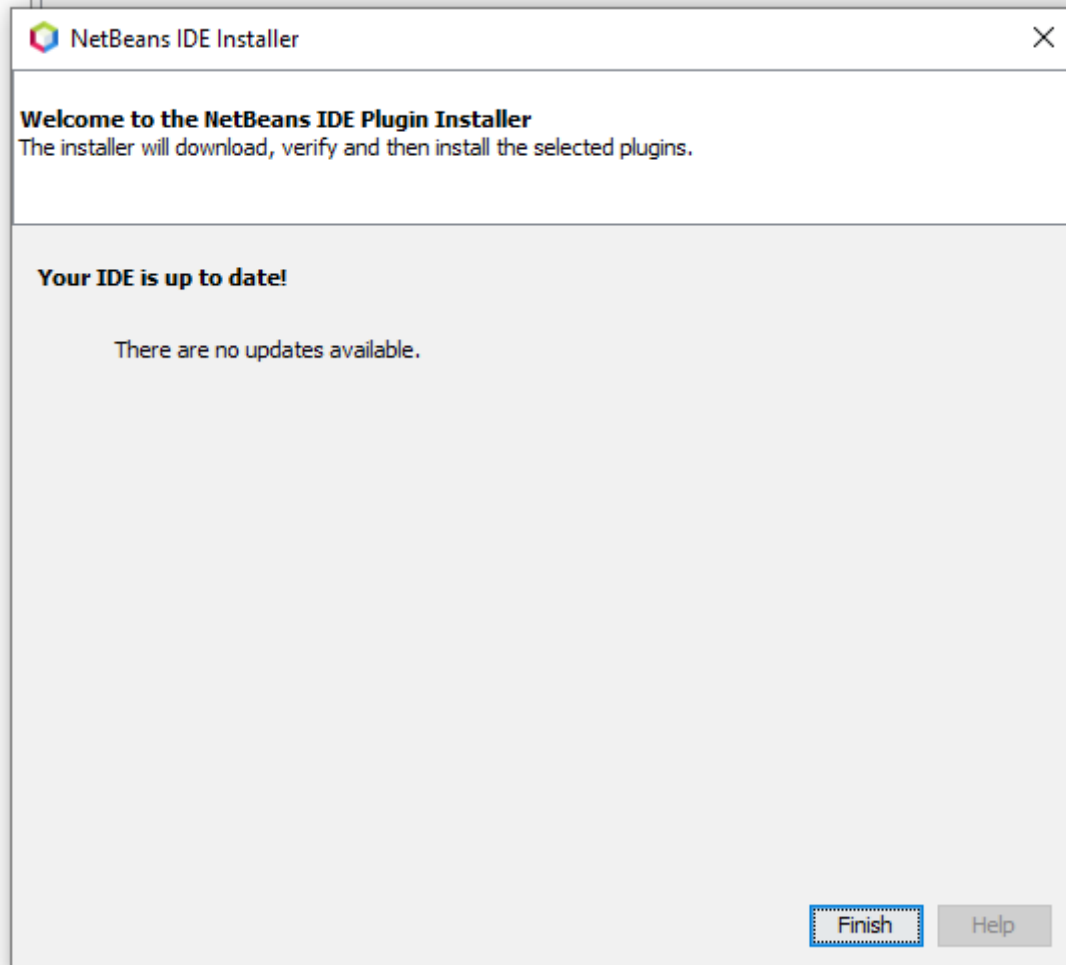 NetBeans IDE Installer
Welcome to the NetBeans IDE Plugin Installer
The installer will download, verify and then install the selected plugins.
Your IDE is up to date!
There are no updates available.
Finish Help